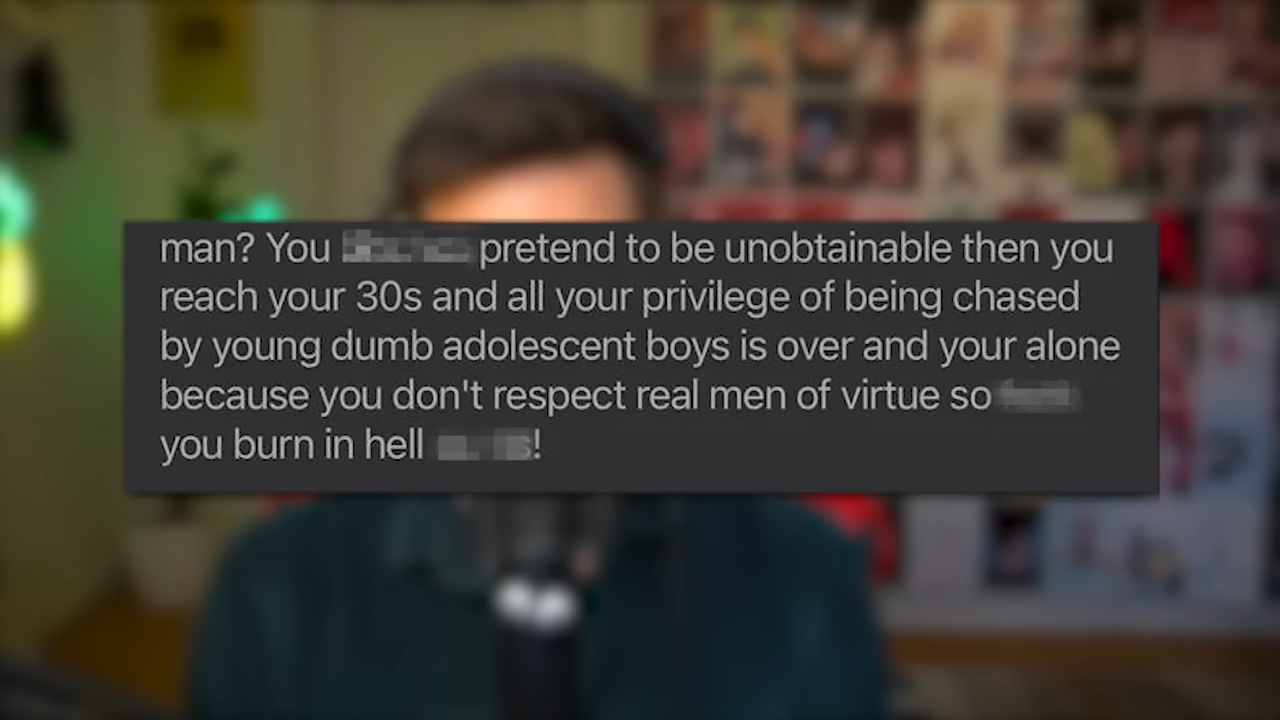 man? You pretend to be unobtainable then you
reach your 30s and all your privilege of being chased
by young dumb adolescent boys is over and your alone
because you don't respect real men of virtue so
you burn in hell !